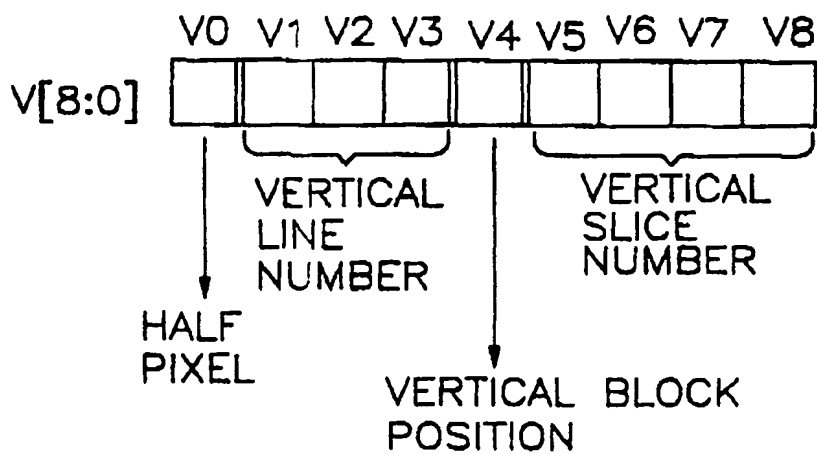 V0 V1 V2 V3 V4 V5 V6 V7 V8
V[8:0]
VERTICAL
LINE
NUMBER
VERTICAL
SLICE
NUMBER
HALF
PIXEL
VERTICAL BLOCK
POSITION